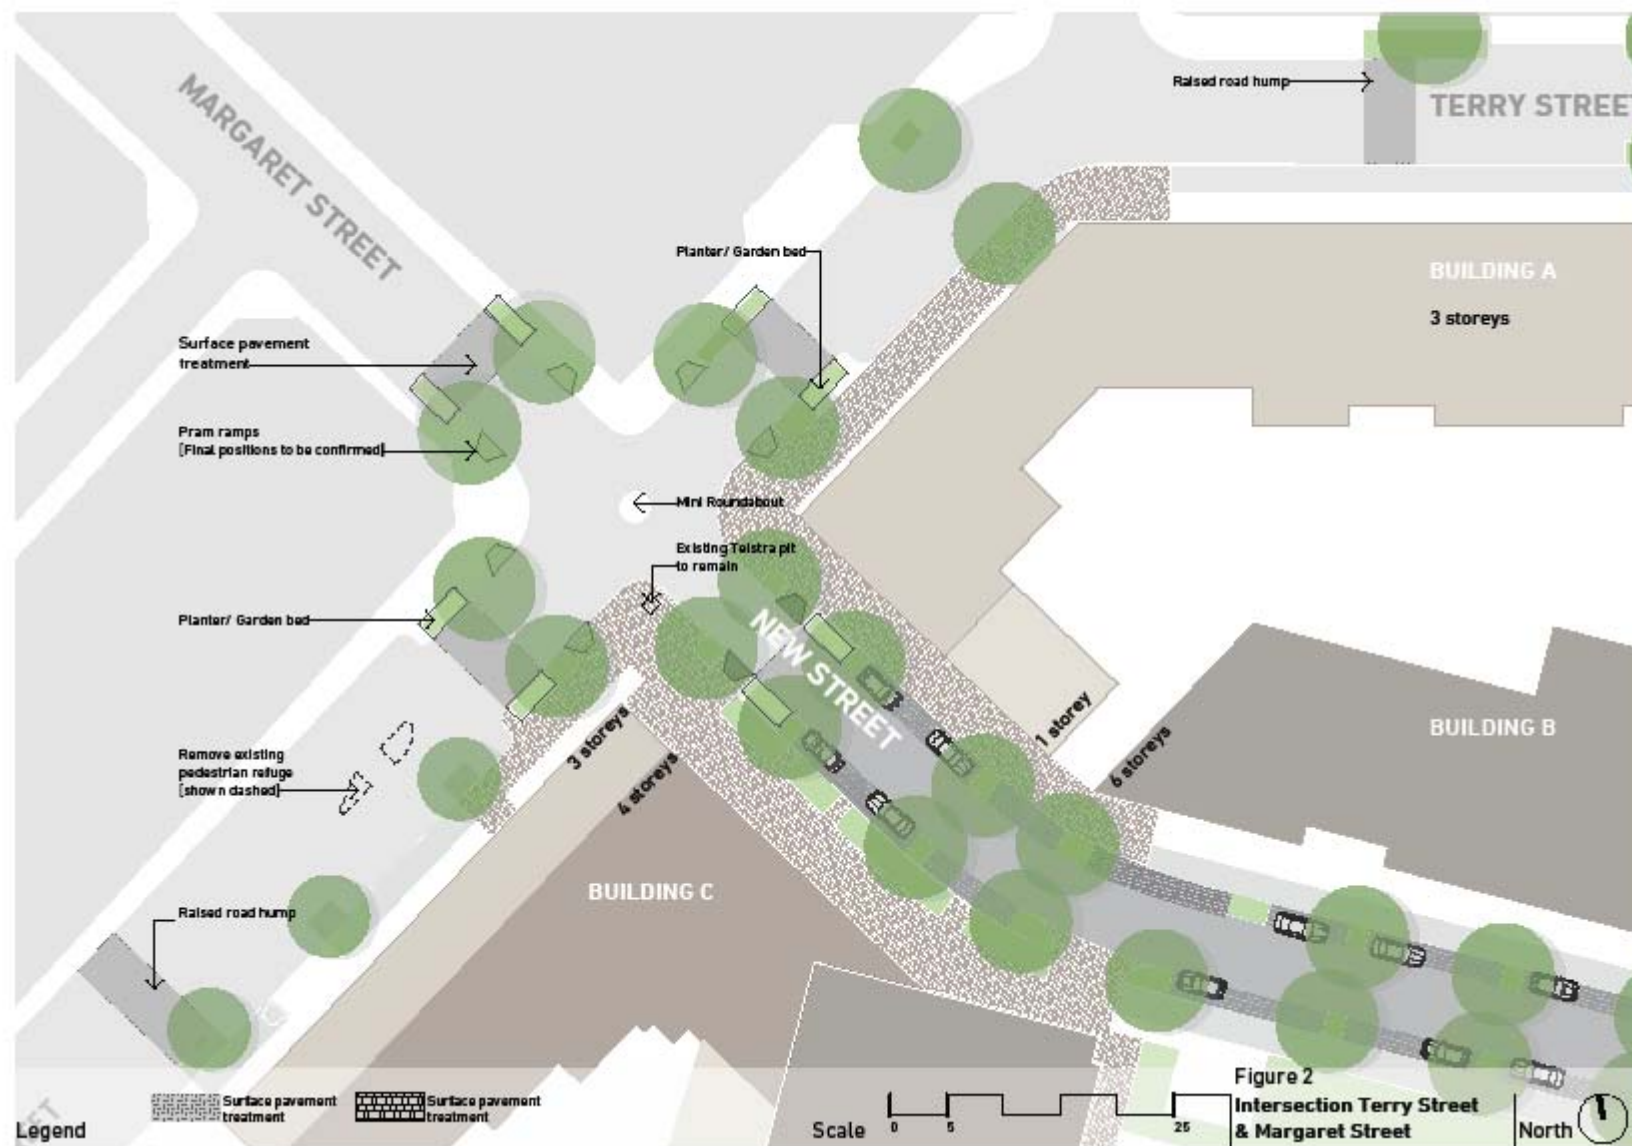 MARGARET STREET
Raised road hump
TERRY STREET
Planter/ Garden bed
BUILDING A
3 storeys
Surface pavement
treatment
Pram ramps
[Final positions to be confirmed]
Mini Roundabout
Existing Telstra pit
to remain
Planter/ Garden bed
NEW STREET
1 storey
6 storeys
BUILDING B
3 storeys
4 storeys
Remove existing
pedestrian refuge
[shown dashed]
BUILDING C
Raised road hump
Legend
Surface pavement
treatment
Surface pavement
treatment
Scale
0 5 25
Figure 2
Intersection Terry Street
& Margaret Street
North